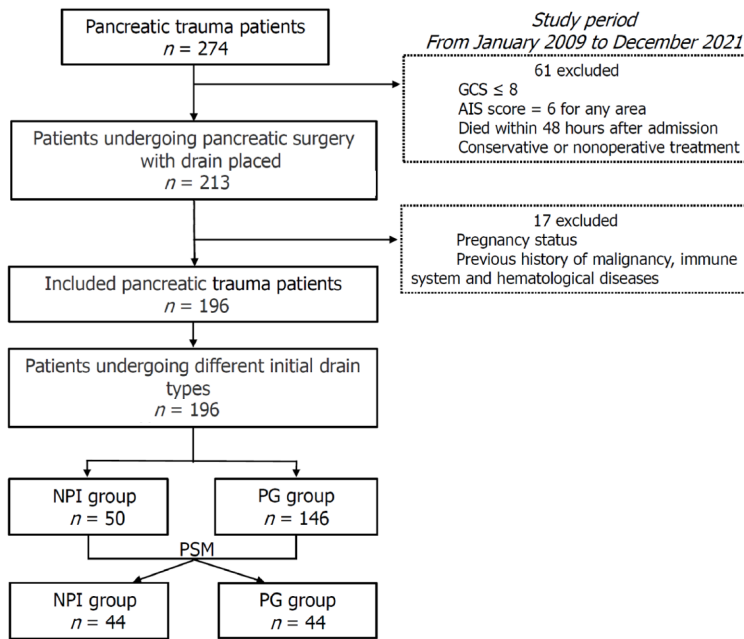 Pancreatic trauma patients
n = 274
Study period
From January 2009 to December 2021
61 excluded
GCS ≤ 8
AIS score = 6 for any area
Died within 48 hours after admission
Conservative or nonoperative treatment
Patients undergoing pancreatic surgery
with drain placed
n = 213
17 excluded
Pregnancy status
Previous history of malignancy, immune
system and hematological diseases
Included pancreatic trauma patients
n = 196
Patients undergoing different initial drain
types
n = 196
NPI group
n = 50
PG group
n = 146
PSM
NPI group
n = 44
PG group
n = 44